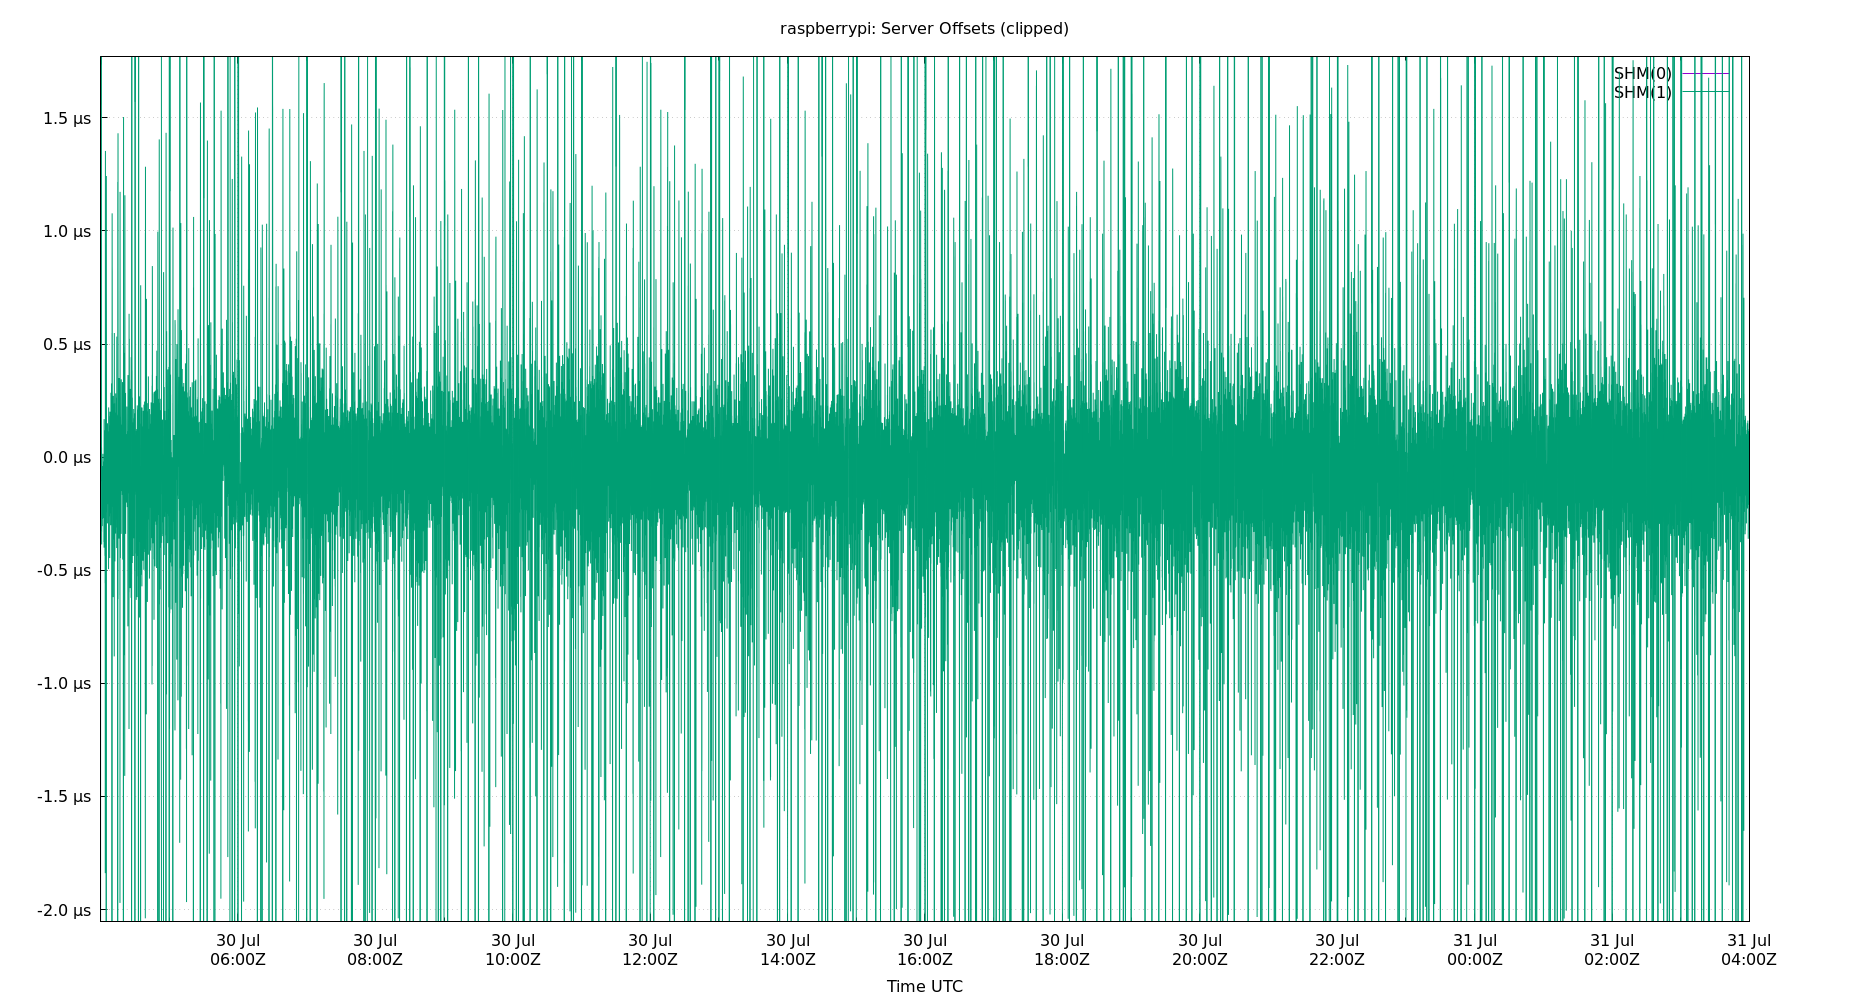 raspberrypi: Server Offsets (clipped)
SHM(0)
SHM(1)
1.5 µs
1.0 µs
0.5 µs
0.0 µs
-0.5 µs
-1.0 µs
-1.5 µs
-2.0 µs
30 Jul 30 Jul 30 Jul 30 Jul 30 Jul 30 Jul 30 Jul 30 Jul 30 Jul 31 Jul 31 Jul 31 Jul
06:00Z 08:00Z 10:00Z 12:00Z 14:00Z 16:00Z 18:00Z 20:00Z 22:00Z 00:00Z 02:00Z 04:00Z
Time UTC